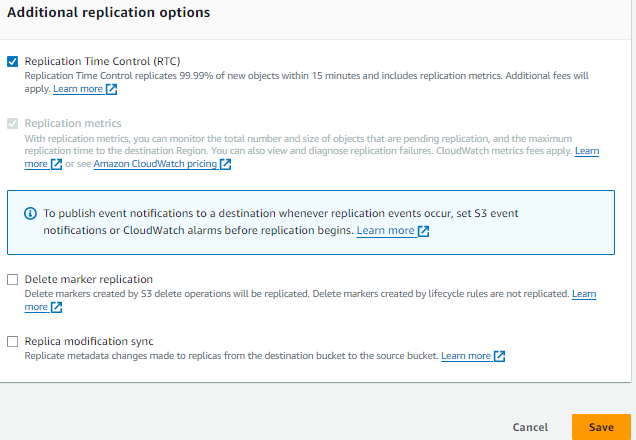 Additional replication options
Replication Time Control (RTC)
Replication Time Control replicates 99.99% of new objects within 15 minutes and includes replication metrics. Additional fees will
apply. Learn more
Replication metrics
With replication metrics, you can monitor the total number and size of objects that are pending replication, and the maximum
replication time to the destination Region. You can also view and diagnose replication failures. CloudWatch metrics fees apply. Learn
more or see Amazon CloudWatch pricing
To publish event notifications to a destination whenever replication events occur, set S3 event
notifications or CloudWatch alarms before replication begins. Learn more
Delete marker replication
Delete markers created by S3 delete operations will be replicated. Delete markers created by lifecycle rules are not replicated. Learn
more
Replica modification sync
Replicate metadata changes made to replicas from the destination bucket to the source bucket. Learn more
Cancel Save